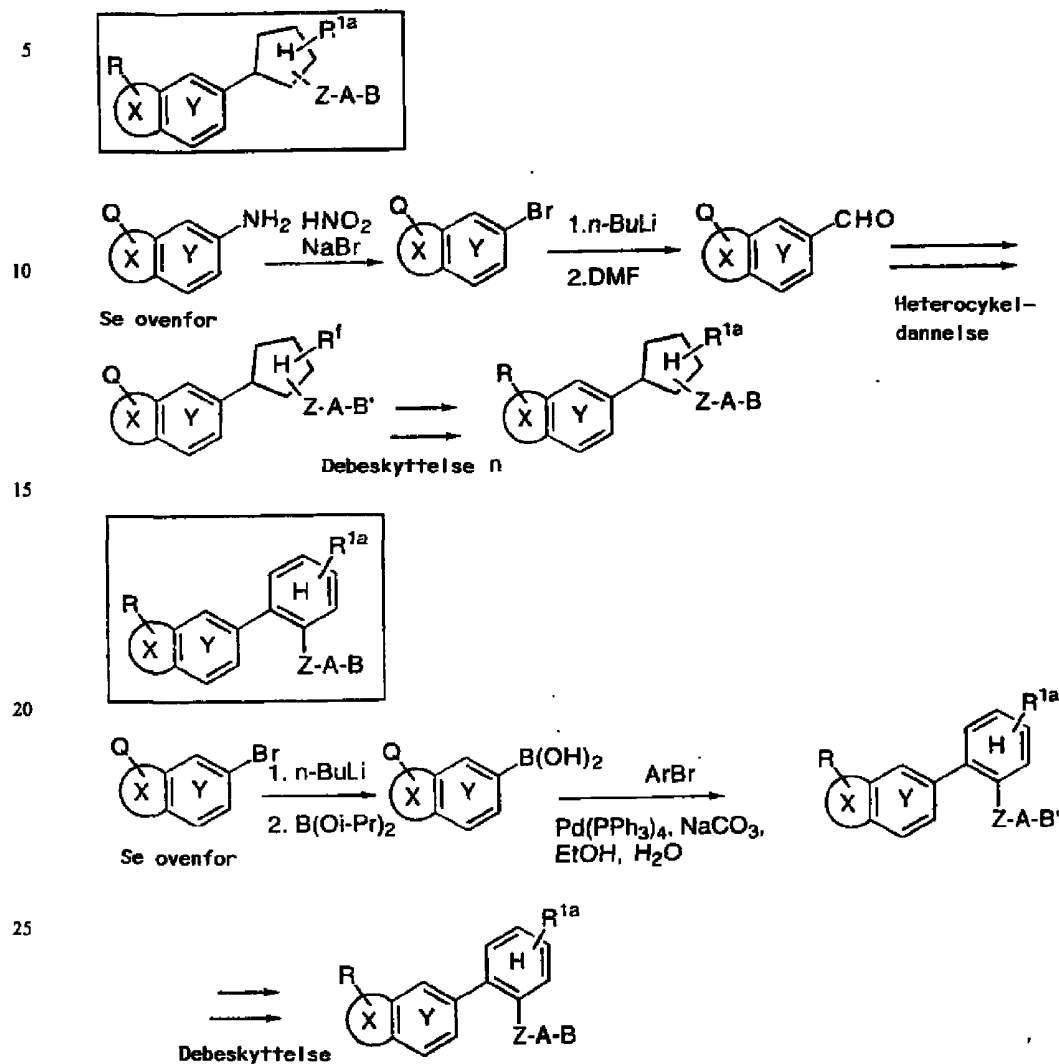 5
R X Y H R1a Z-A-B
Q X Y NH2 HNO2 NaBr Q X Y Br 1.n-BuLi 2.DMF Q X Y CHO
10
Se ovenfor
Heterocykel-
dannelse
Q X Y H Rf Z-A-B' R X Y H R1a Z-A-B
Debeskyttelse n
15
R X Y H R1a Z-A-B
20
Q X Y Br 1. n-BuLi 2. B(Oi-Pr)2 Q X Y B(OH)2 ArBr Pd(PPh3)4, NaCO3, EtOH, H2O R X Y H R1a Z-A-B'
Se ovenfor
25
R X Y H R1a Z-A-B
Debeskyttelse